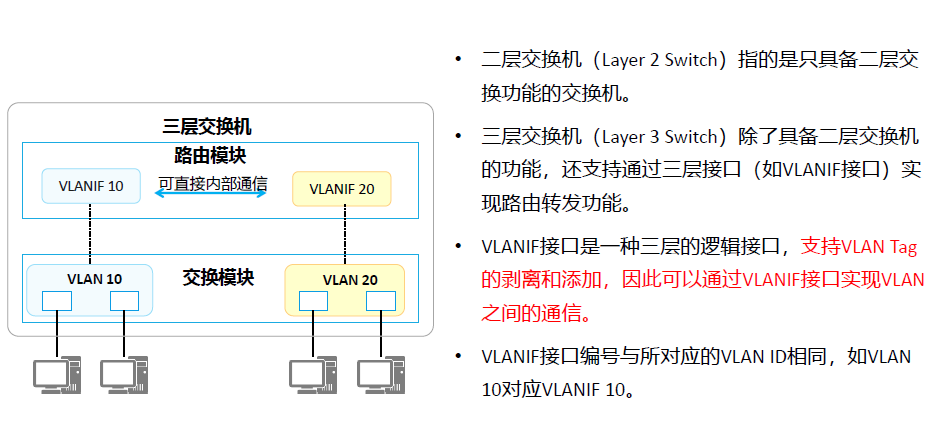 三层交换机
路由模块
VLANIF 10
可直接内部通信
VLANIF 20
VLAN 10
交换模块
VLAN 20
• 二层交换机（Layer 2 Switch）指的是只具备二层交
换功能的交换机。
• 三层交换机（Layer 3 Switch）除了具备二层交换机
的功能，还支持通过三层接口（如VLANIF接口）实
现路由转发功能。
• VLANIF接口是一种三层的逻辑接口，支持VLAN Tag
的剥离和添加，因此可以通过VLANIF接口实现VLAN
之间的通信。
• VLANIF接口编号与所对应的VLAN ID相同，如VLAN
10对应VLANIF 10。